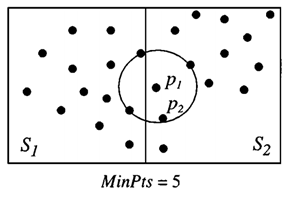 p1
p2
S1 S2
MinPts = 5